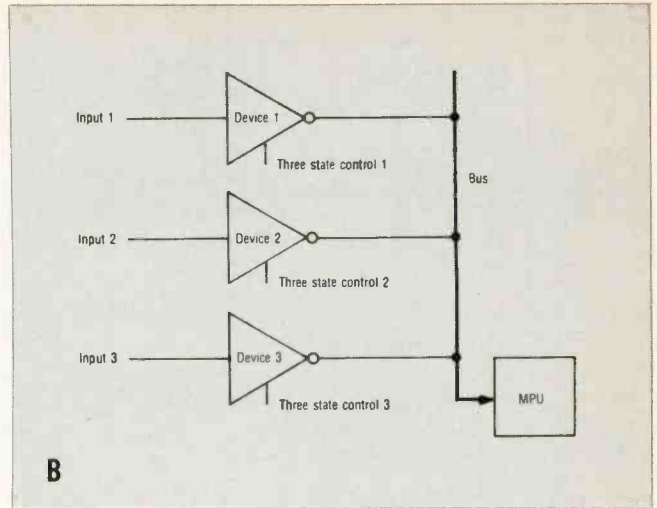 Input 1
Device 1
Three state control 1
Bus
Input 2
Device 2
Three state control 2
Input 3
Device 3
Three state control 3
MPU
B